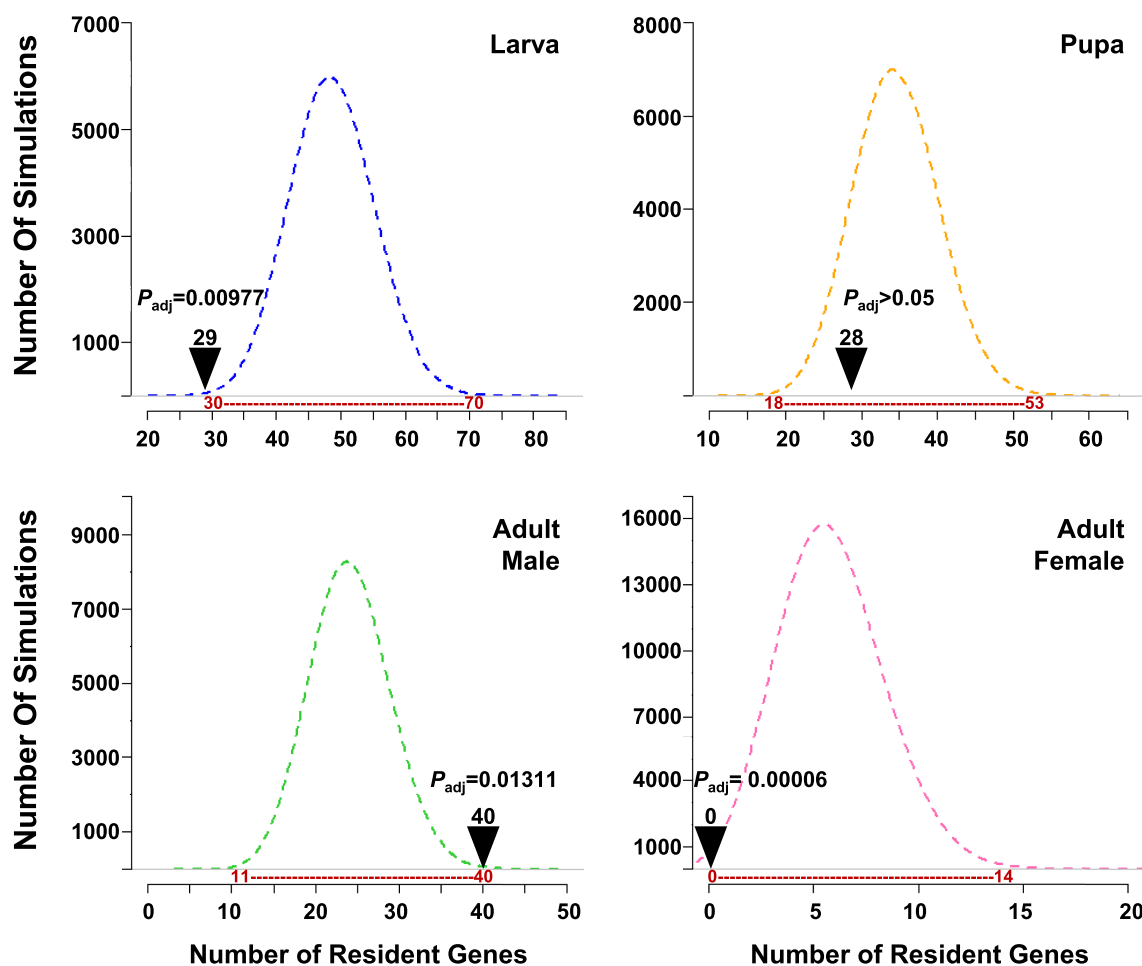 Number Of Simulations
7000
5000
3000
1000
Larva
Padj=0.00977
29
30
70
20 30 40 50 60 70 80
8000
6000
4000
2000
Pupa
Padj>0.05
28
18
53
10 20 30 40 50 60
Number Of Simulations
9000
7000
5000
3000
1000
Adult
Male
Padj=0.01311
40
11
40
0 10 20 30 40 50
Number of Resident Genes
16000
13000
10000
7000
4000
1000
Adult
Female
Padj= 0.00006
0
0
14
0 5 10 15 20
Number of Resident Genes